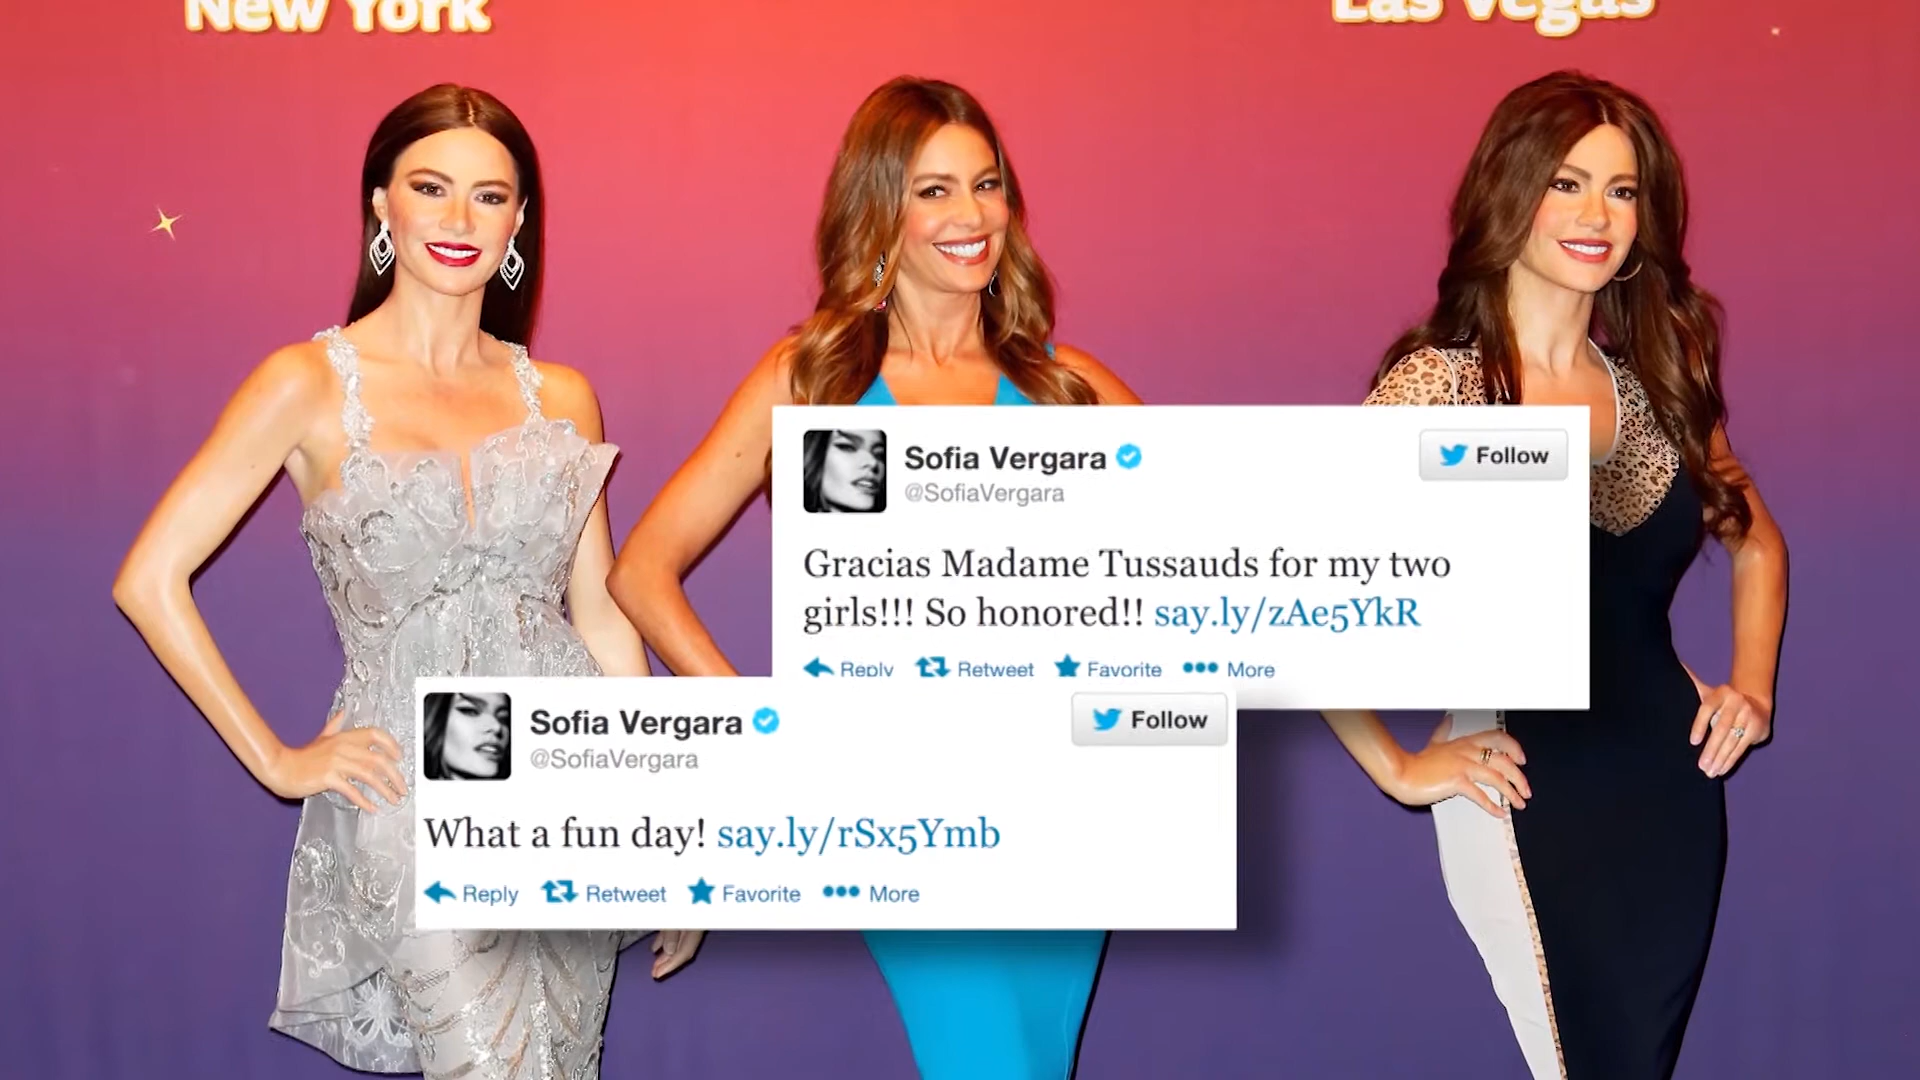 New York
Las Vegas
Sofia Vergara
@SofiaVergara
Follow
Gracias Madame Tussauds for my two
girls!!! So honored!! say.ly/zAe5YkR
Reply Retweet Favorite More
Sofia Vergara
@SofiaVergara
Follow
What a fun day! say.ly/rSx5Ymb
Reply Retweet Favorite More